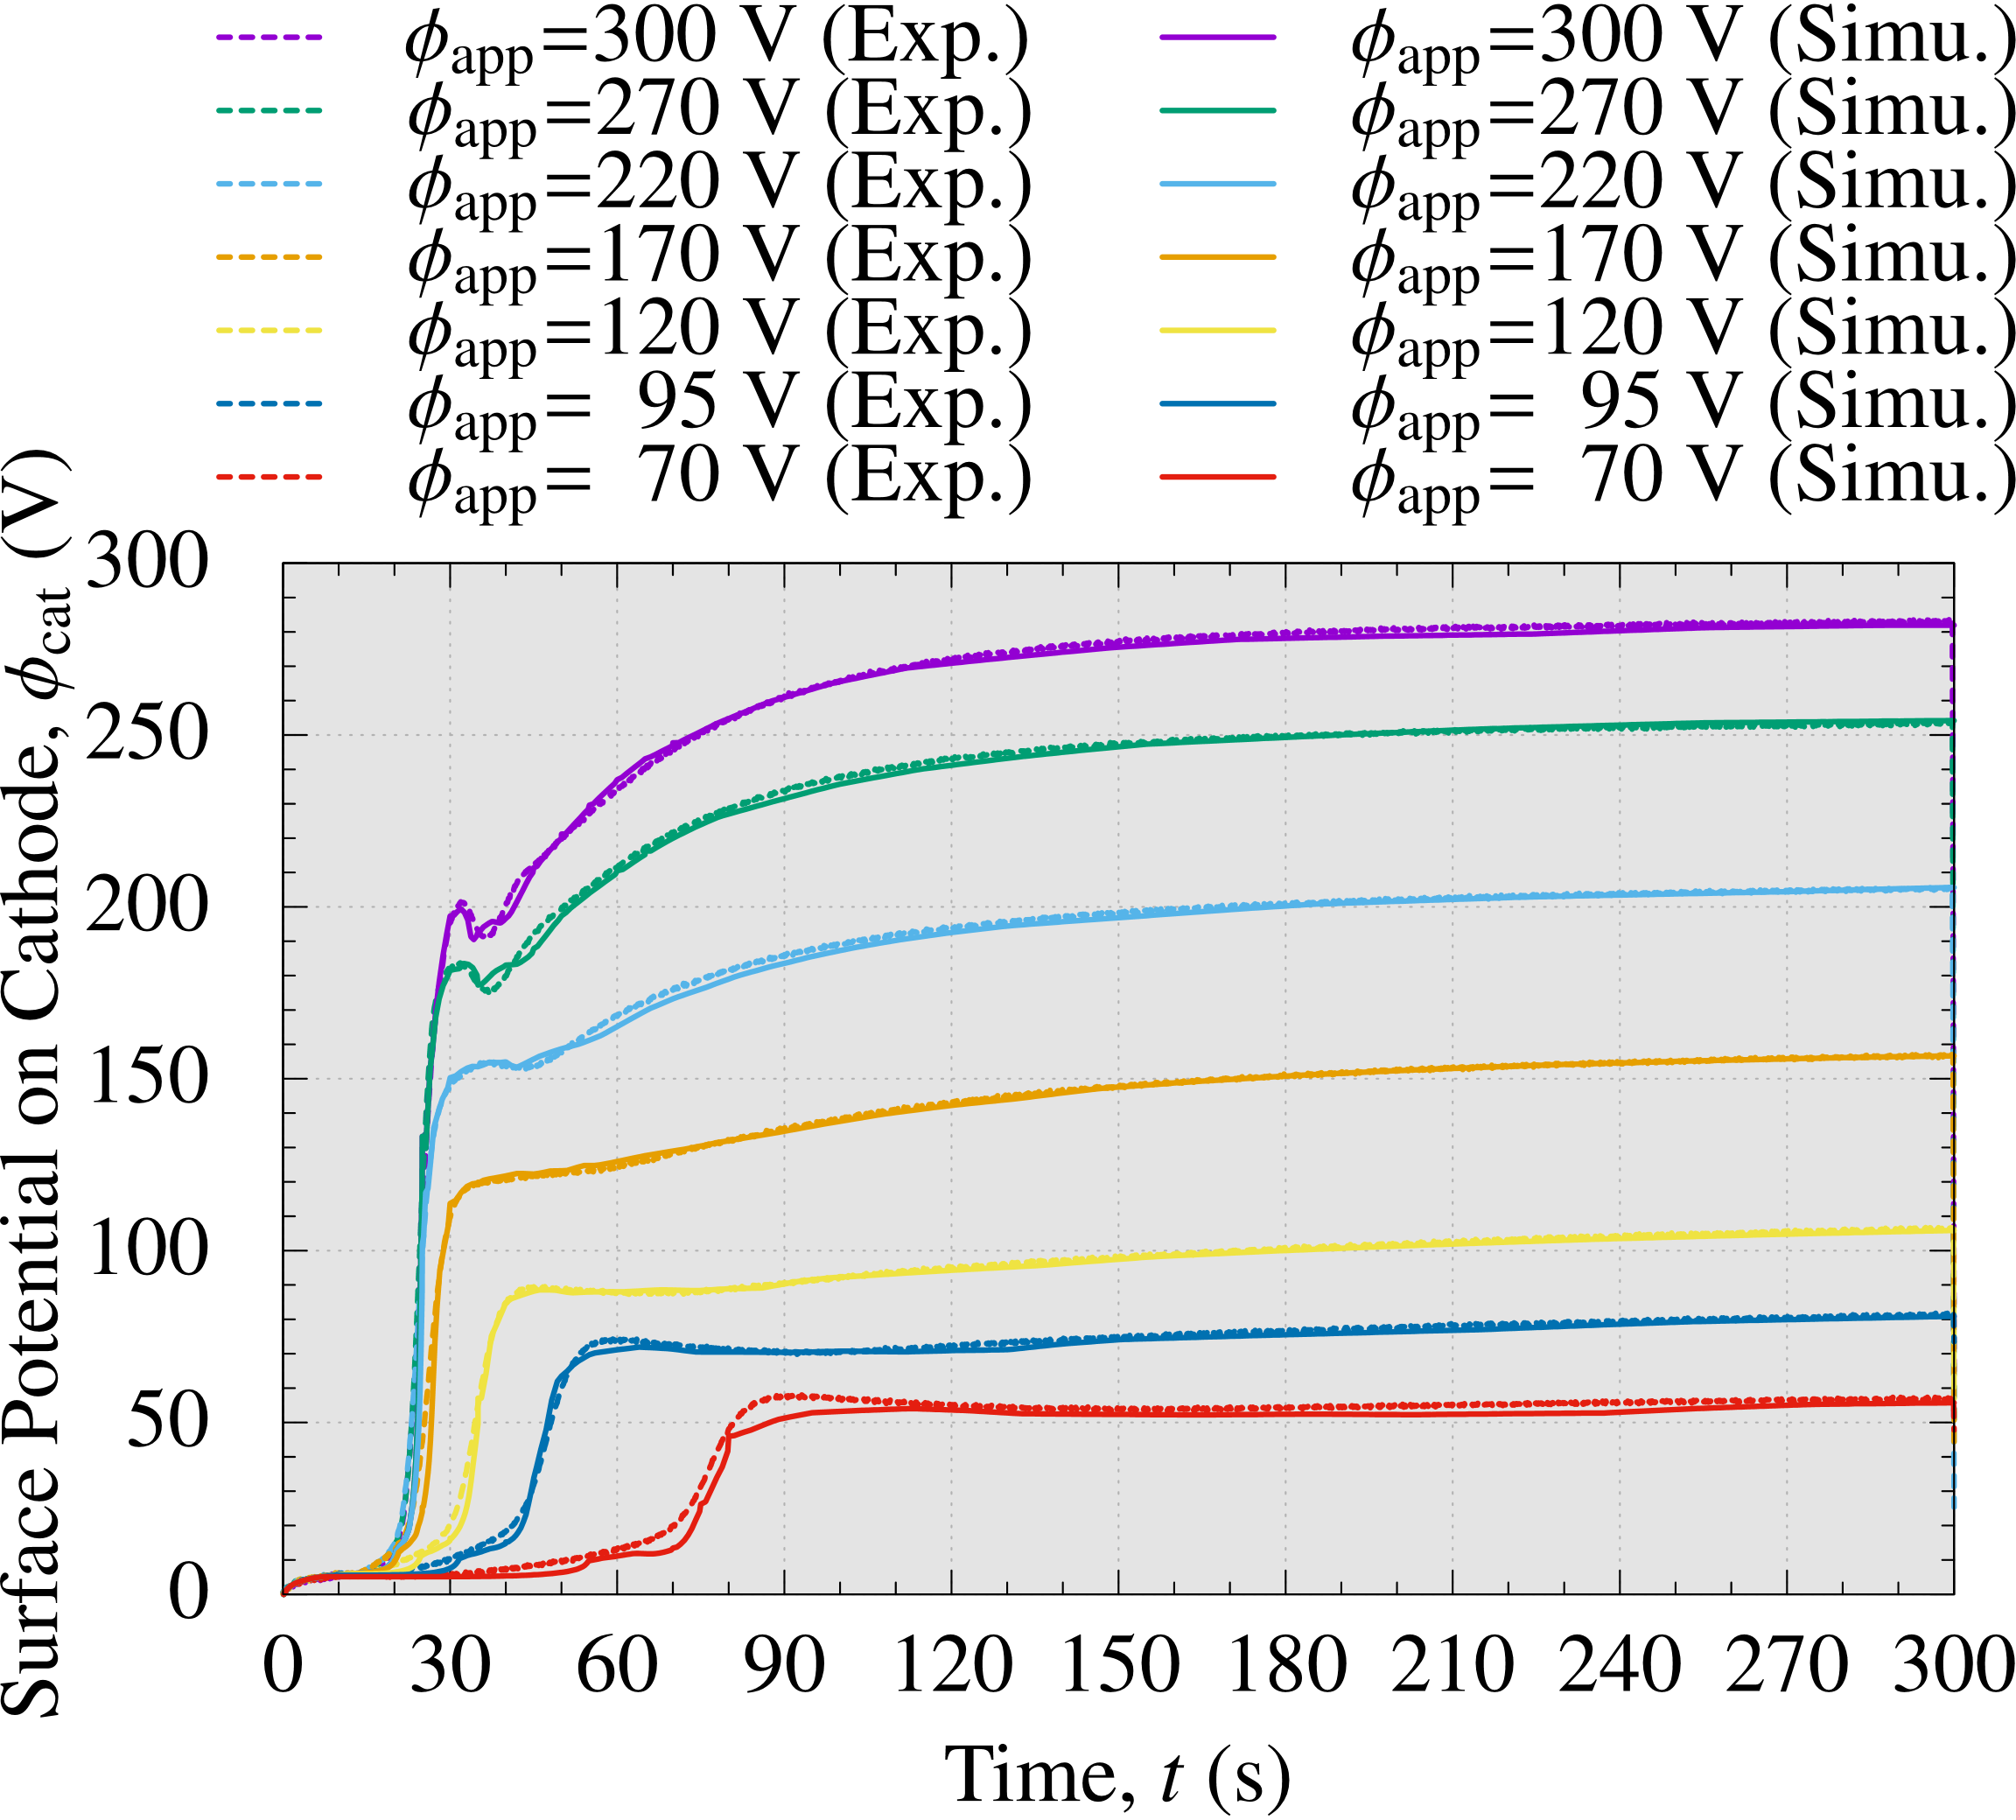 ϕapp=300 V (Exp.) ϕapp=300 V (Simu.)
ϕapp=270 V (Exp.) ϕapp=270 V (Simu.)
ϕapp=220 V (Exp.) ϕapp=220 V (Simu.)
ϕapp=170 V (Exp.) ϕapp=170 V (Simu.)
ϕapp=120 V (Exp.) ϕapp=120 V (Simu.)
ϕapp= 95 V (Exp.) ϕapp= 95 V (Simu.)
ϕapp= 70 V (Exp.) ϕapp= 70 V (Simu.)
Surface Potential on Cathode, ϕcat (V)
300
250
200
150
100
50
0
0 30 60 90 120 150 180 210 240 270 300
Time, t (s)